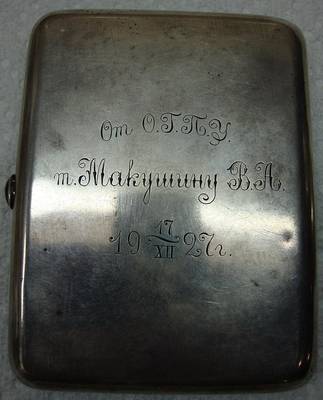 От О.Г.П.У.
т. Макушину В.А.
19 17/XII 27г.